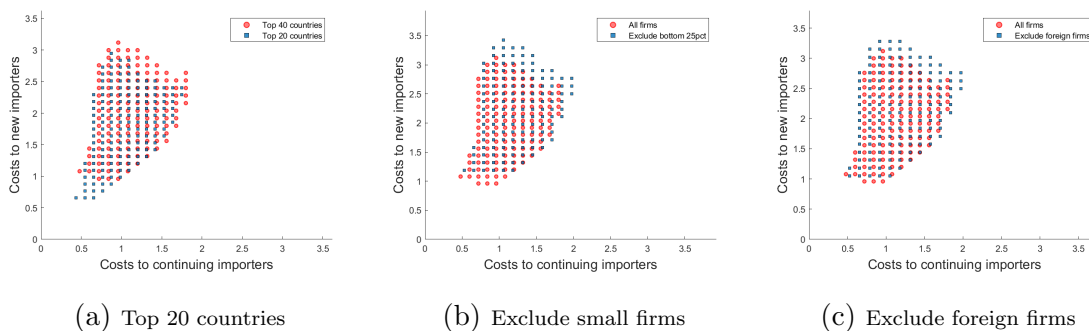 Top 40 countries
Top 20 countries
Costs to new importers
3.5
3
2.5
2
1.5
1
0.5
0
0 0.5 1 1.5 2 2.5 3 3.5
Costs to continuing importers
(a) Top 20 countries
All firms
Exclude bottom 25pct
Costs to new importers
3.5
3
2.5
2
1.5
1
0.5
0
0 0.5 1 1.5 2 2.5 3 3.5
Costs to continuing importers
(b) Exclude small firms
All firms
Exclude foreign firms
Costs to new importers
3.5
3
2.5
2
1.5
1
0.5
0
0 0.5 1 1.5 2 2.5 3 3.5
Costs to continuing importers
(c) Exclude foreign firms